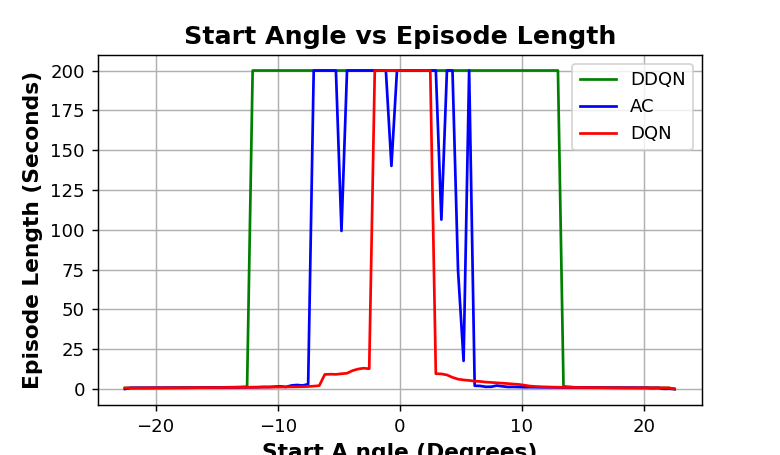 Start Angle vs Episode Length
Episode Length (Seconds)
200
175
150
125
100
75
50
25
0
DDQN
AC
DQN
−20
−10
0
10
20
Start A ngle (Degrees)